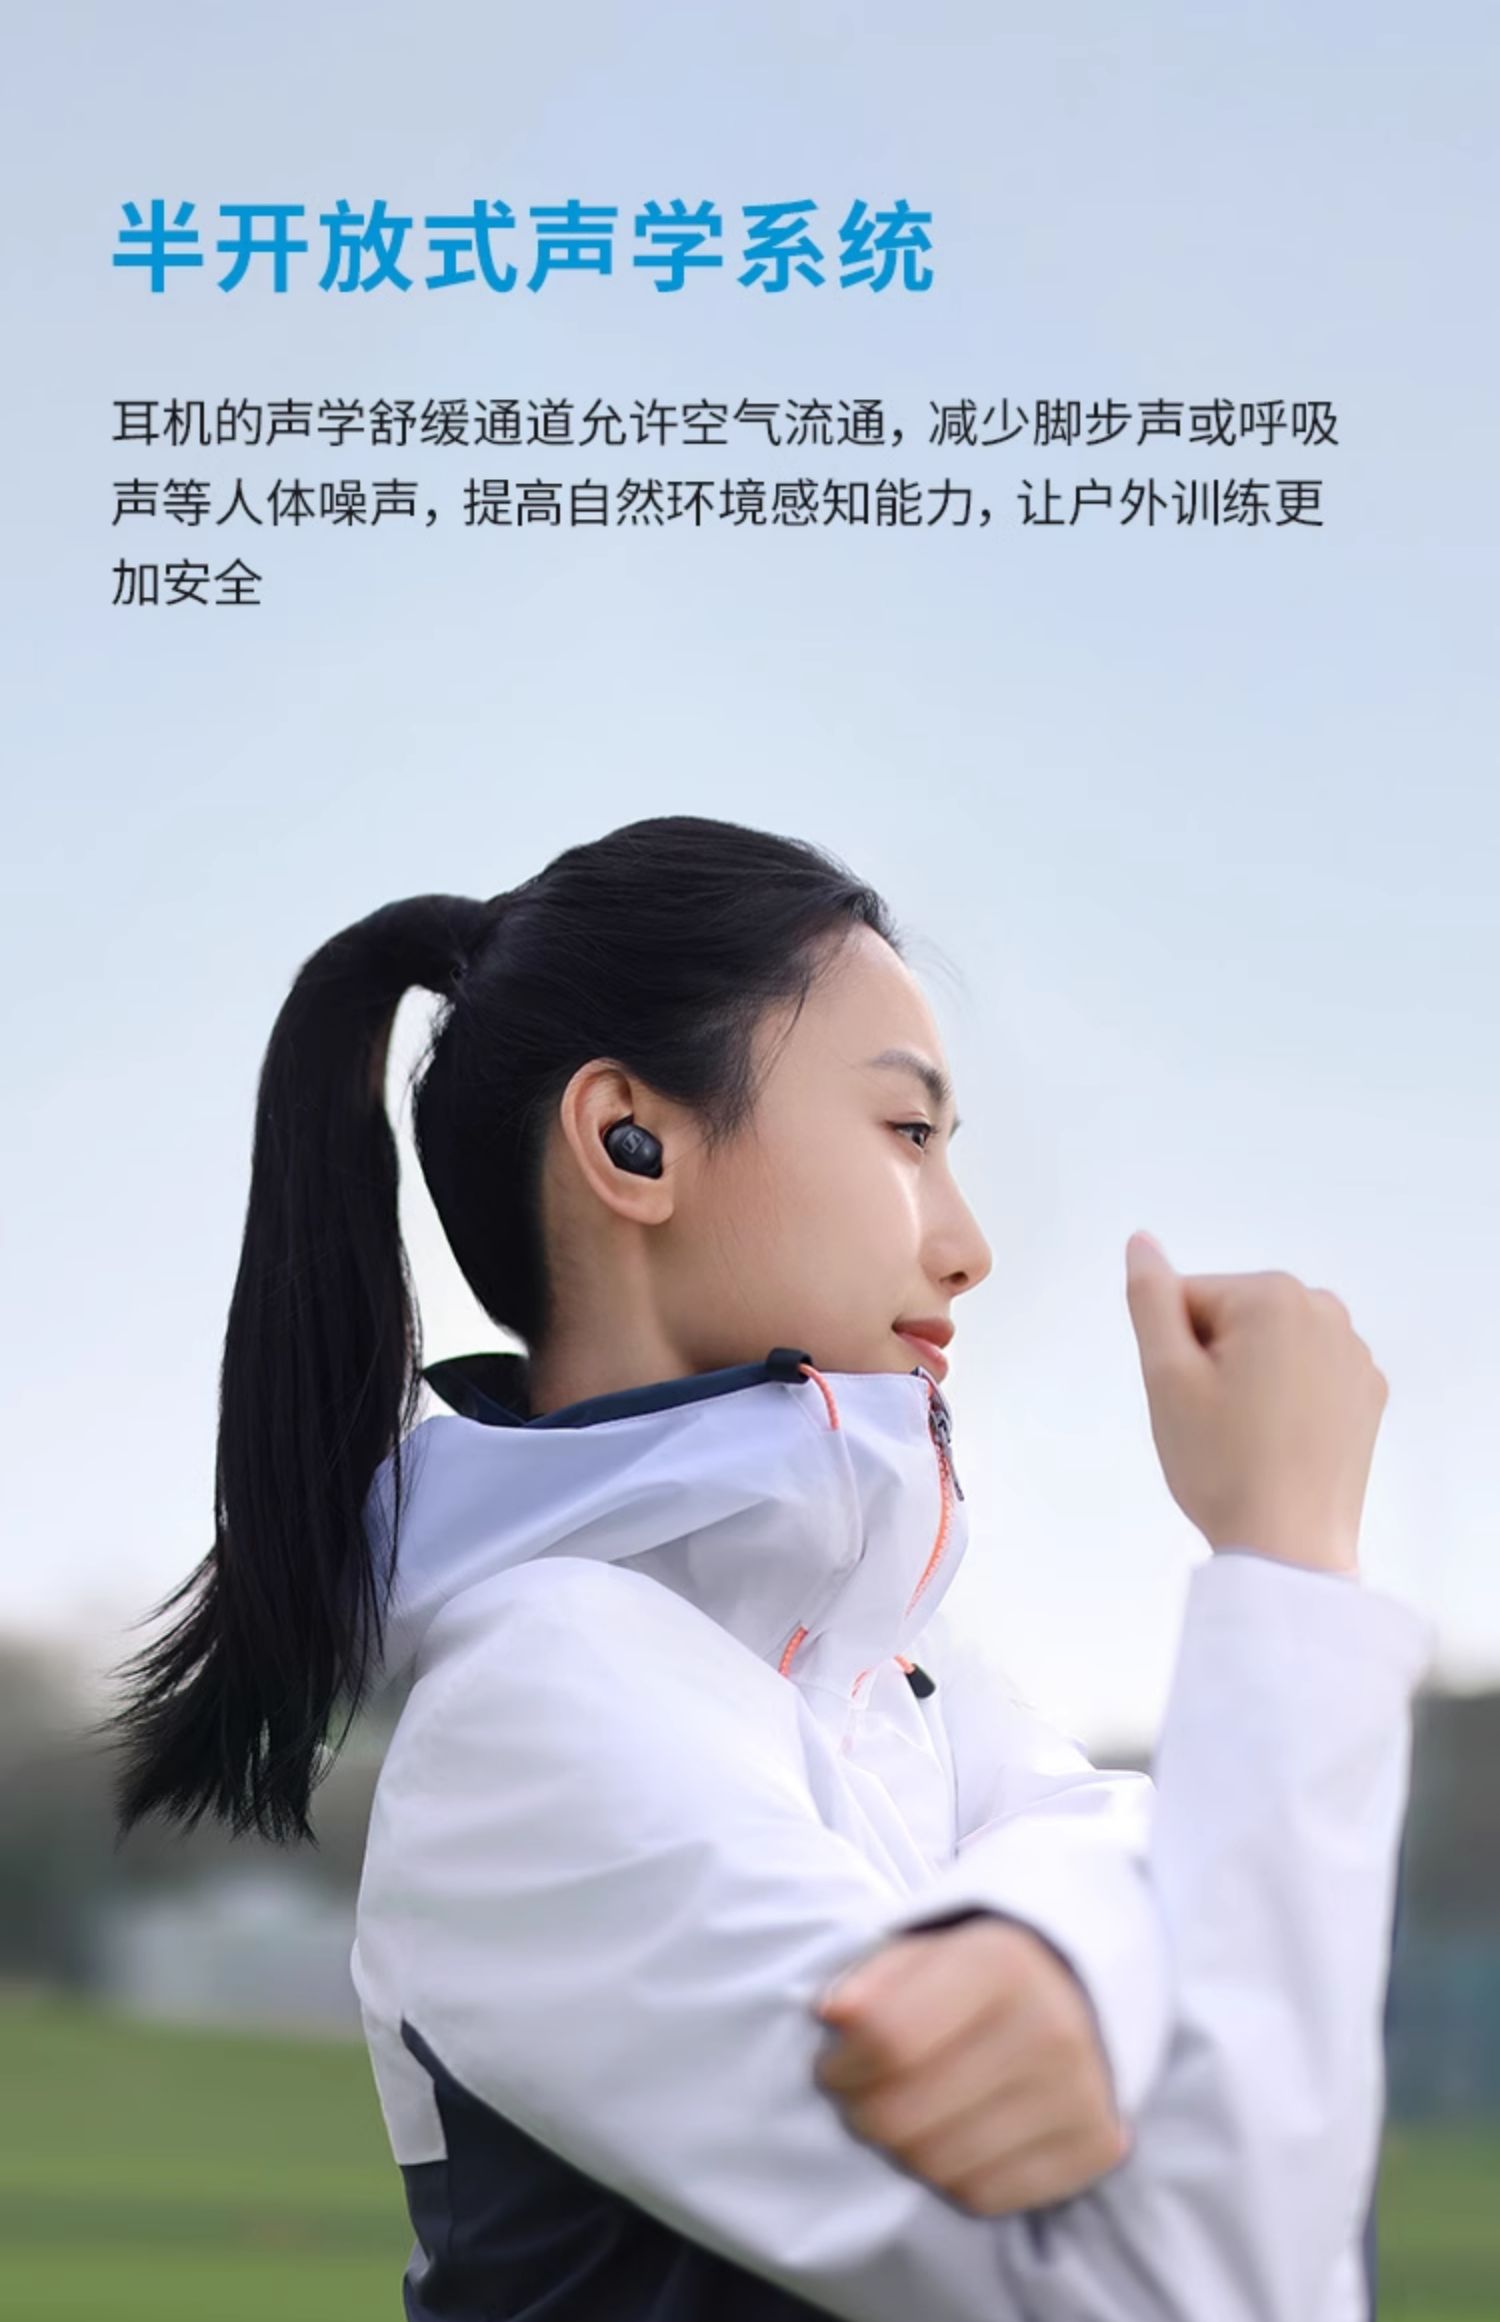 半开放式声学系统
耳机的声学舒缓通道允许空气流通，减少脚步声或呼吸
声等人体噪声，提高自然环境感知能力，让户外训练更
加安全